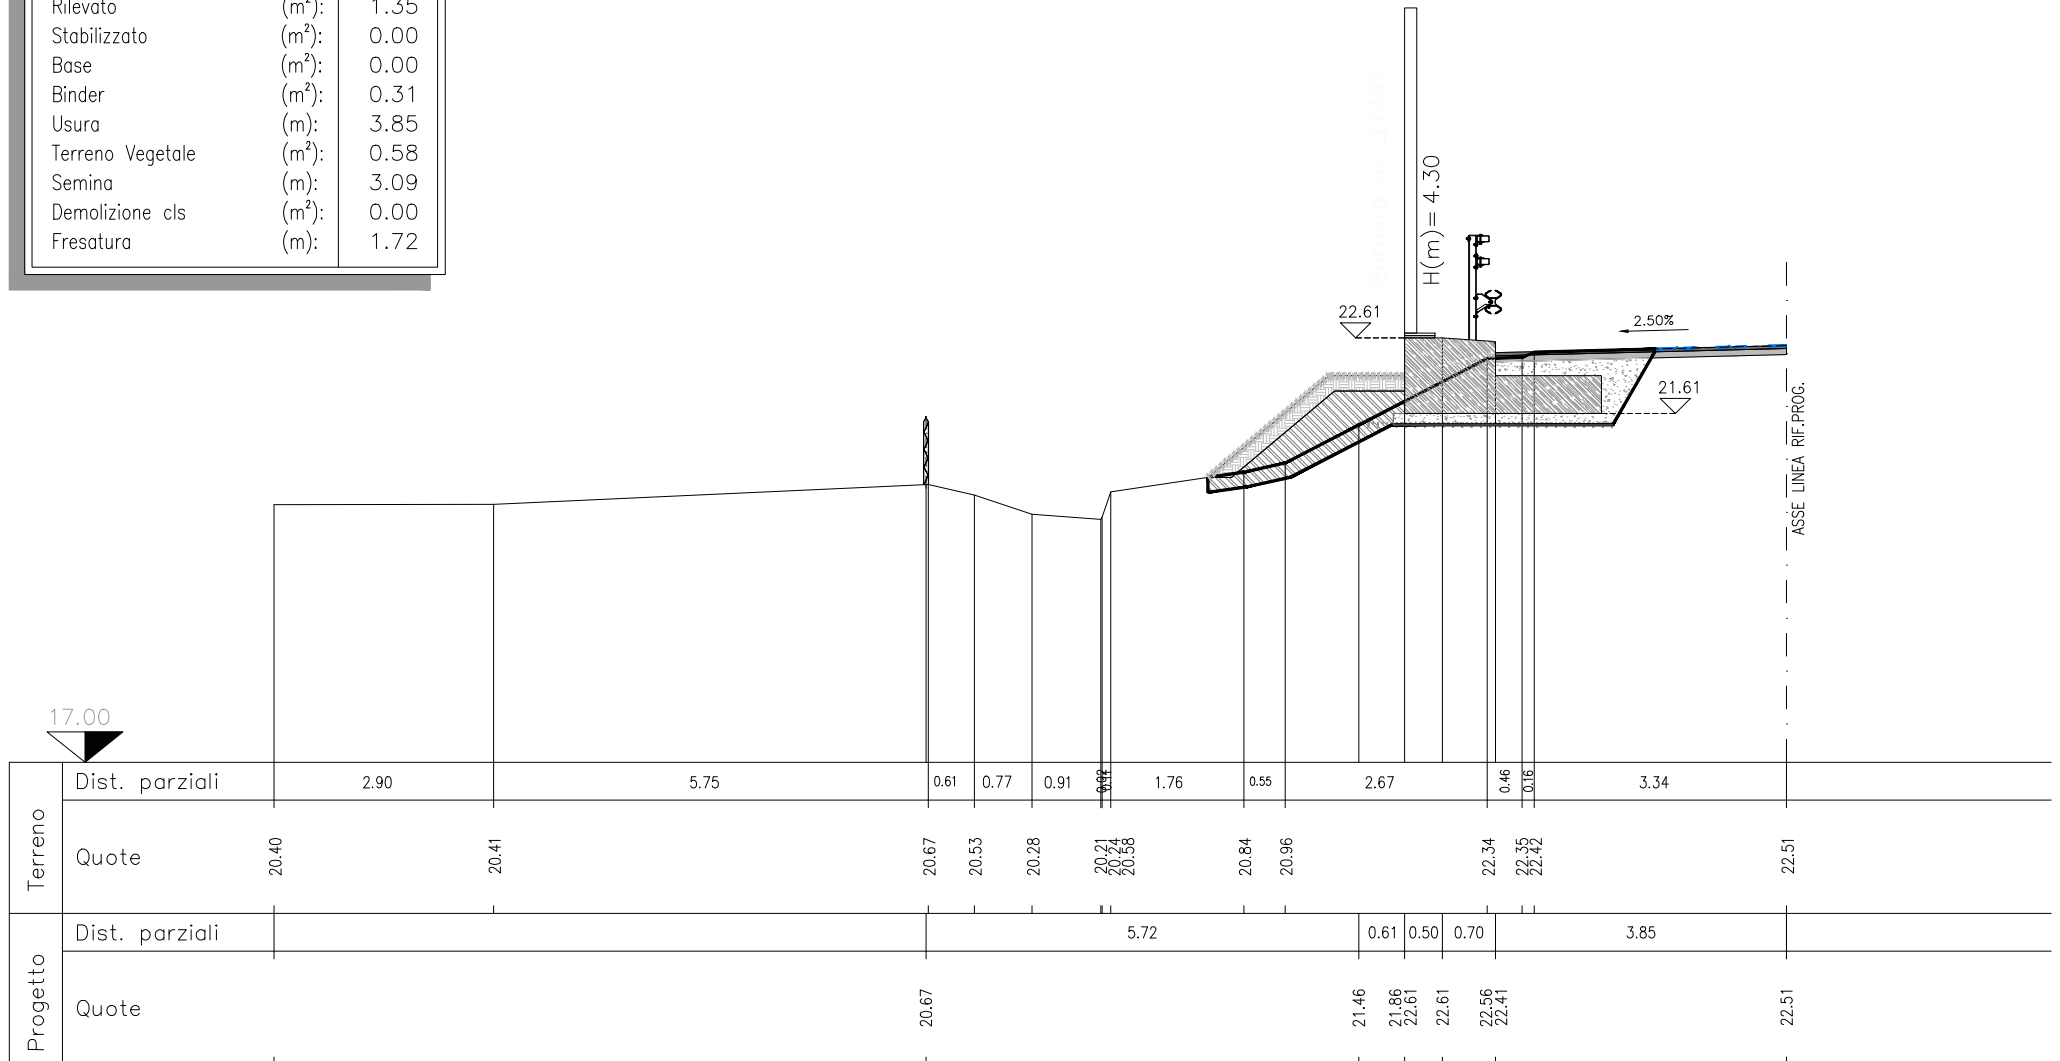 Rilevato (m²): 1.35
Stabilizzato (m²): 0.00
Base (m²): 0.00
Binder (m²): 0.31
Usura (m): 3.85
Terreno Vegetale (m²): 0.58
Semina (m): 3.09
Demolizione cls (m²): 0.00
Fresatura (m): 1.72
H(m)= 4.30
22.61
2.50%
21.61
ASSE LINEA RIF.PROG.
17.00
Terreno
Dist. parziali 2.90 5.75 0.61 0.77 0.91 1.76 0.55 2.67 0.46 0.16 3.34
Quote 20.40 20.41 20.67 20.53 20.28 20.21 20.24 20.58 20.84 20.96 22.34 22.35 22.42 22.51
Progetto
Dist. parziali 5.72 0.61 0.50 0.70 3.85
Quote 20.67 21.46 21.86 22.61 22.61 22.56 22.41 22.51